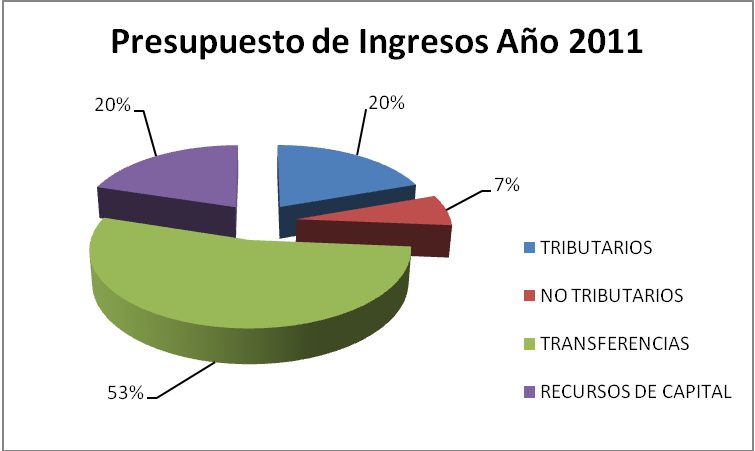 Presupuesto de Ingresos Año 2011
20%
20%
7%
53%
TRIBUTARIOS
NO TRIBUTARIOS
TRANSFERENCIAS
RECURSOS DE CAPITAL